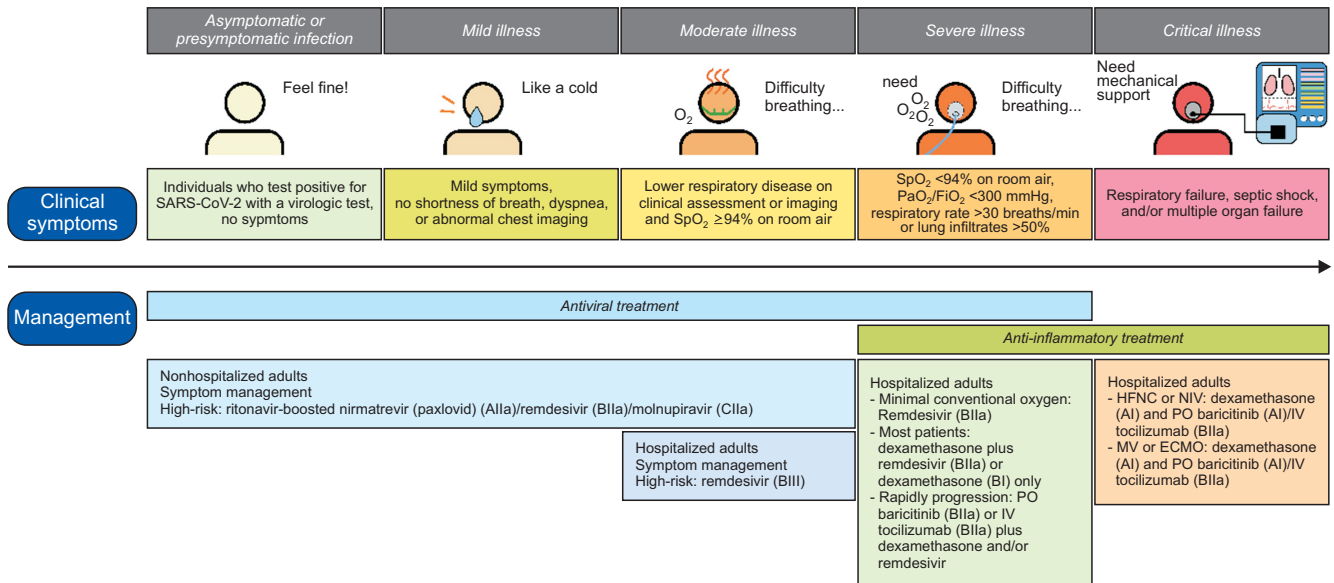 Asymptomatic or
presymptomatic infection
Mild illness
Moderate illness
Severe illness
Critical illness
Feel fine!
Like a cold
O₂
Difficulty
breathing...
need
O₂
O₂
O₂
Difficulty
breathing...
Need
mechanical
support
Clinical
symptoms
Individuals who test positive for
SARS-CoV-2 with a virologic test,
no sypmtoms
Mild symptoms,
no shortness of breath, dyspnea,
or abnormal chest imaging
Lower respiratory disease on
clinical assessment or imaging
and SpO₂ ≥94% on room air
SpO₂ <94% on room air,
PaO₂/FiO₂ <300 mmHg,
respiratory rate >30 breaths/min
or lung infiltrates >50%
Respiratory failure, septic shock,
and/or multiple organ failure
Management
Antiviral treatment
Anti-inflammatory treatment
Nonhospitalized adults
Symptom management
High-risk: ritonavir-boosted nirmatrevir (paxlovid) (AIIa)/remdesivir (BIIa)/molnupiravir (CIIa)
Hospitalized adults
Symptom management
High-risk: remdesivir (BIII)
Hospitalized adults
- Minimal conventional oxygen:
Remdesivir (BIIa)
- Most patients:
dexamethasone plus
remdesivir (BIIa) or
dexamethasone (BI) only
- Rapidly progression: PO
baricitinib (BIIa) or IV
tocilizumab (BIIa) plus
dexamethasone and/or
remdesivir
Hospitalized adults
- HFNC or NIV: dexamethasone
(AI) and PO baricitinib (AI)/IV
tocilizumab (BIIa)
- MV or ECMO: dexamethasone
(AI) and PO baricitinib (AI)/IV
tocilizumab (BIIa)